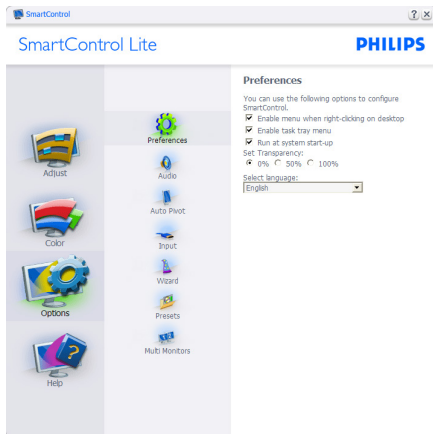 SmartControl
SmartControl Lite
PHILIPS
Adjust
Color
Options
Help
Preferences
Audio
Auto Pivot
Input
Wizard
Presets
Multi Monitors
Preferences
You can use the following options to configure
SmartControl.
Enable menu when right-clicking on desktop
Enable task tray menu
Run at system start-up
Set Transparency:
0% 50% 100%
Select language:
English